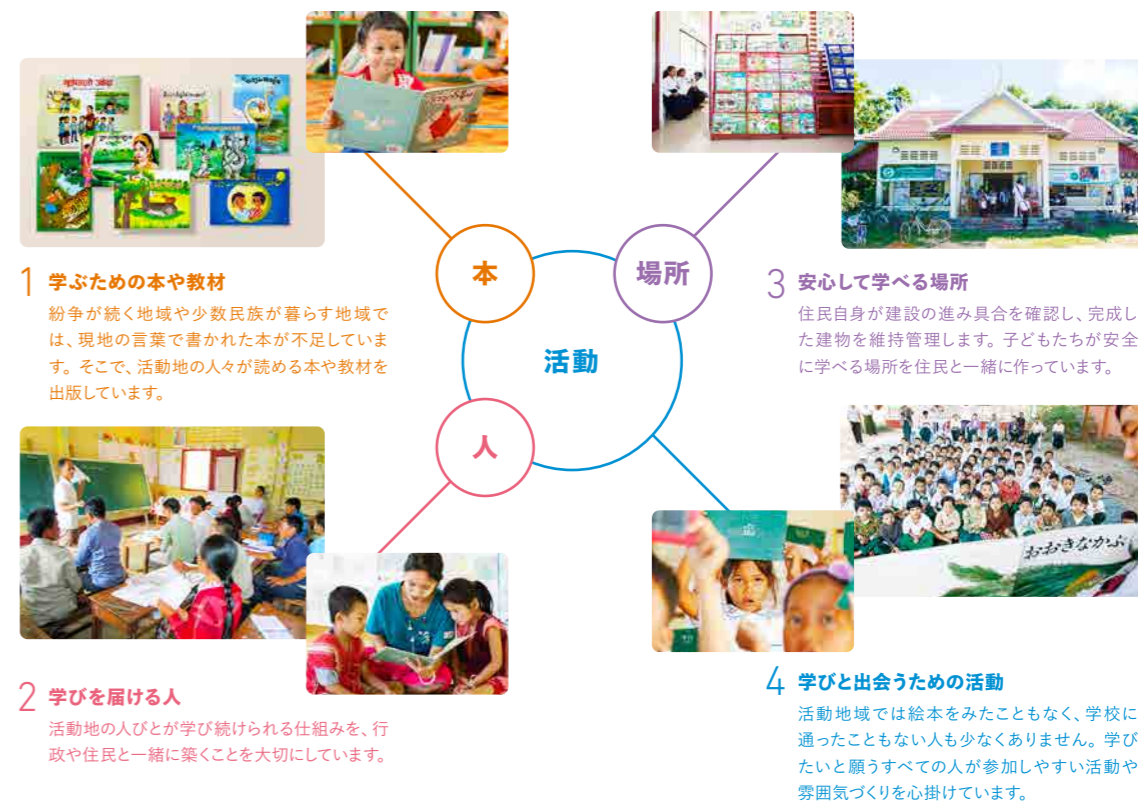 本
場所
活動
人
1 学ぶための本や教材
紛争が続く地域や少数民族が暮らす地域で
は、現地の言葉で書かれた本が不足していま
す。そこで、活動地の人々が読める本や教材を
出版しています。
2 学びを届ける人
活動地の人びとが学び続けられる仕組みを、行
政や住民と一緒に築くことを大切にしています。
3 安心して学べる場所
住民自身が建設の進み具合を確認し、完成し
た建物を維持管理します。子どもたちが安全
に学べる場所を住民と一緒に作っています。
おおきなかぶ
4 学びと出会うための活動
活動地域では絵本をみたこともなく、学校に
通ったこともない人も少なくありません。学び
たいと願うすべての人が参加しやすい活動や
雰囲気づくりを心掛けています。